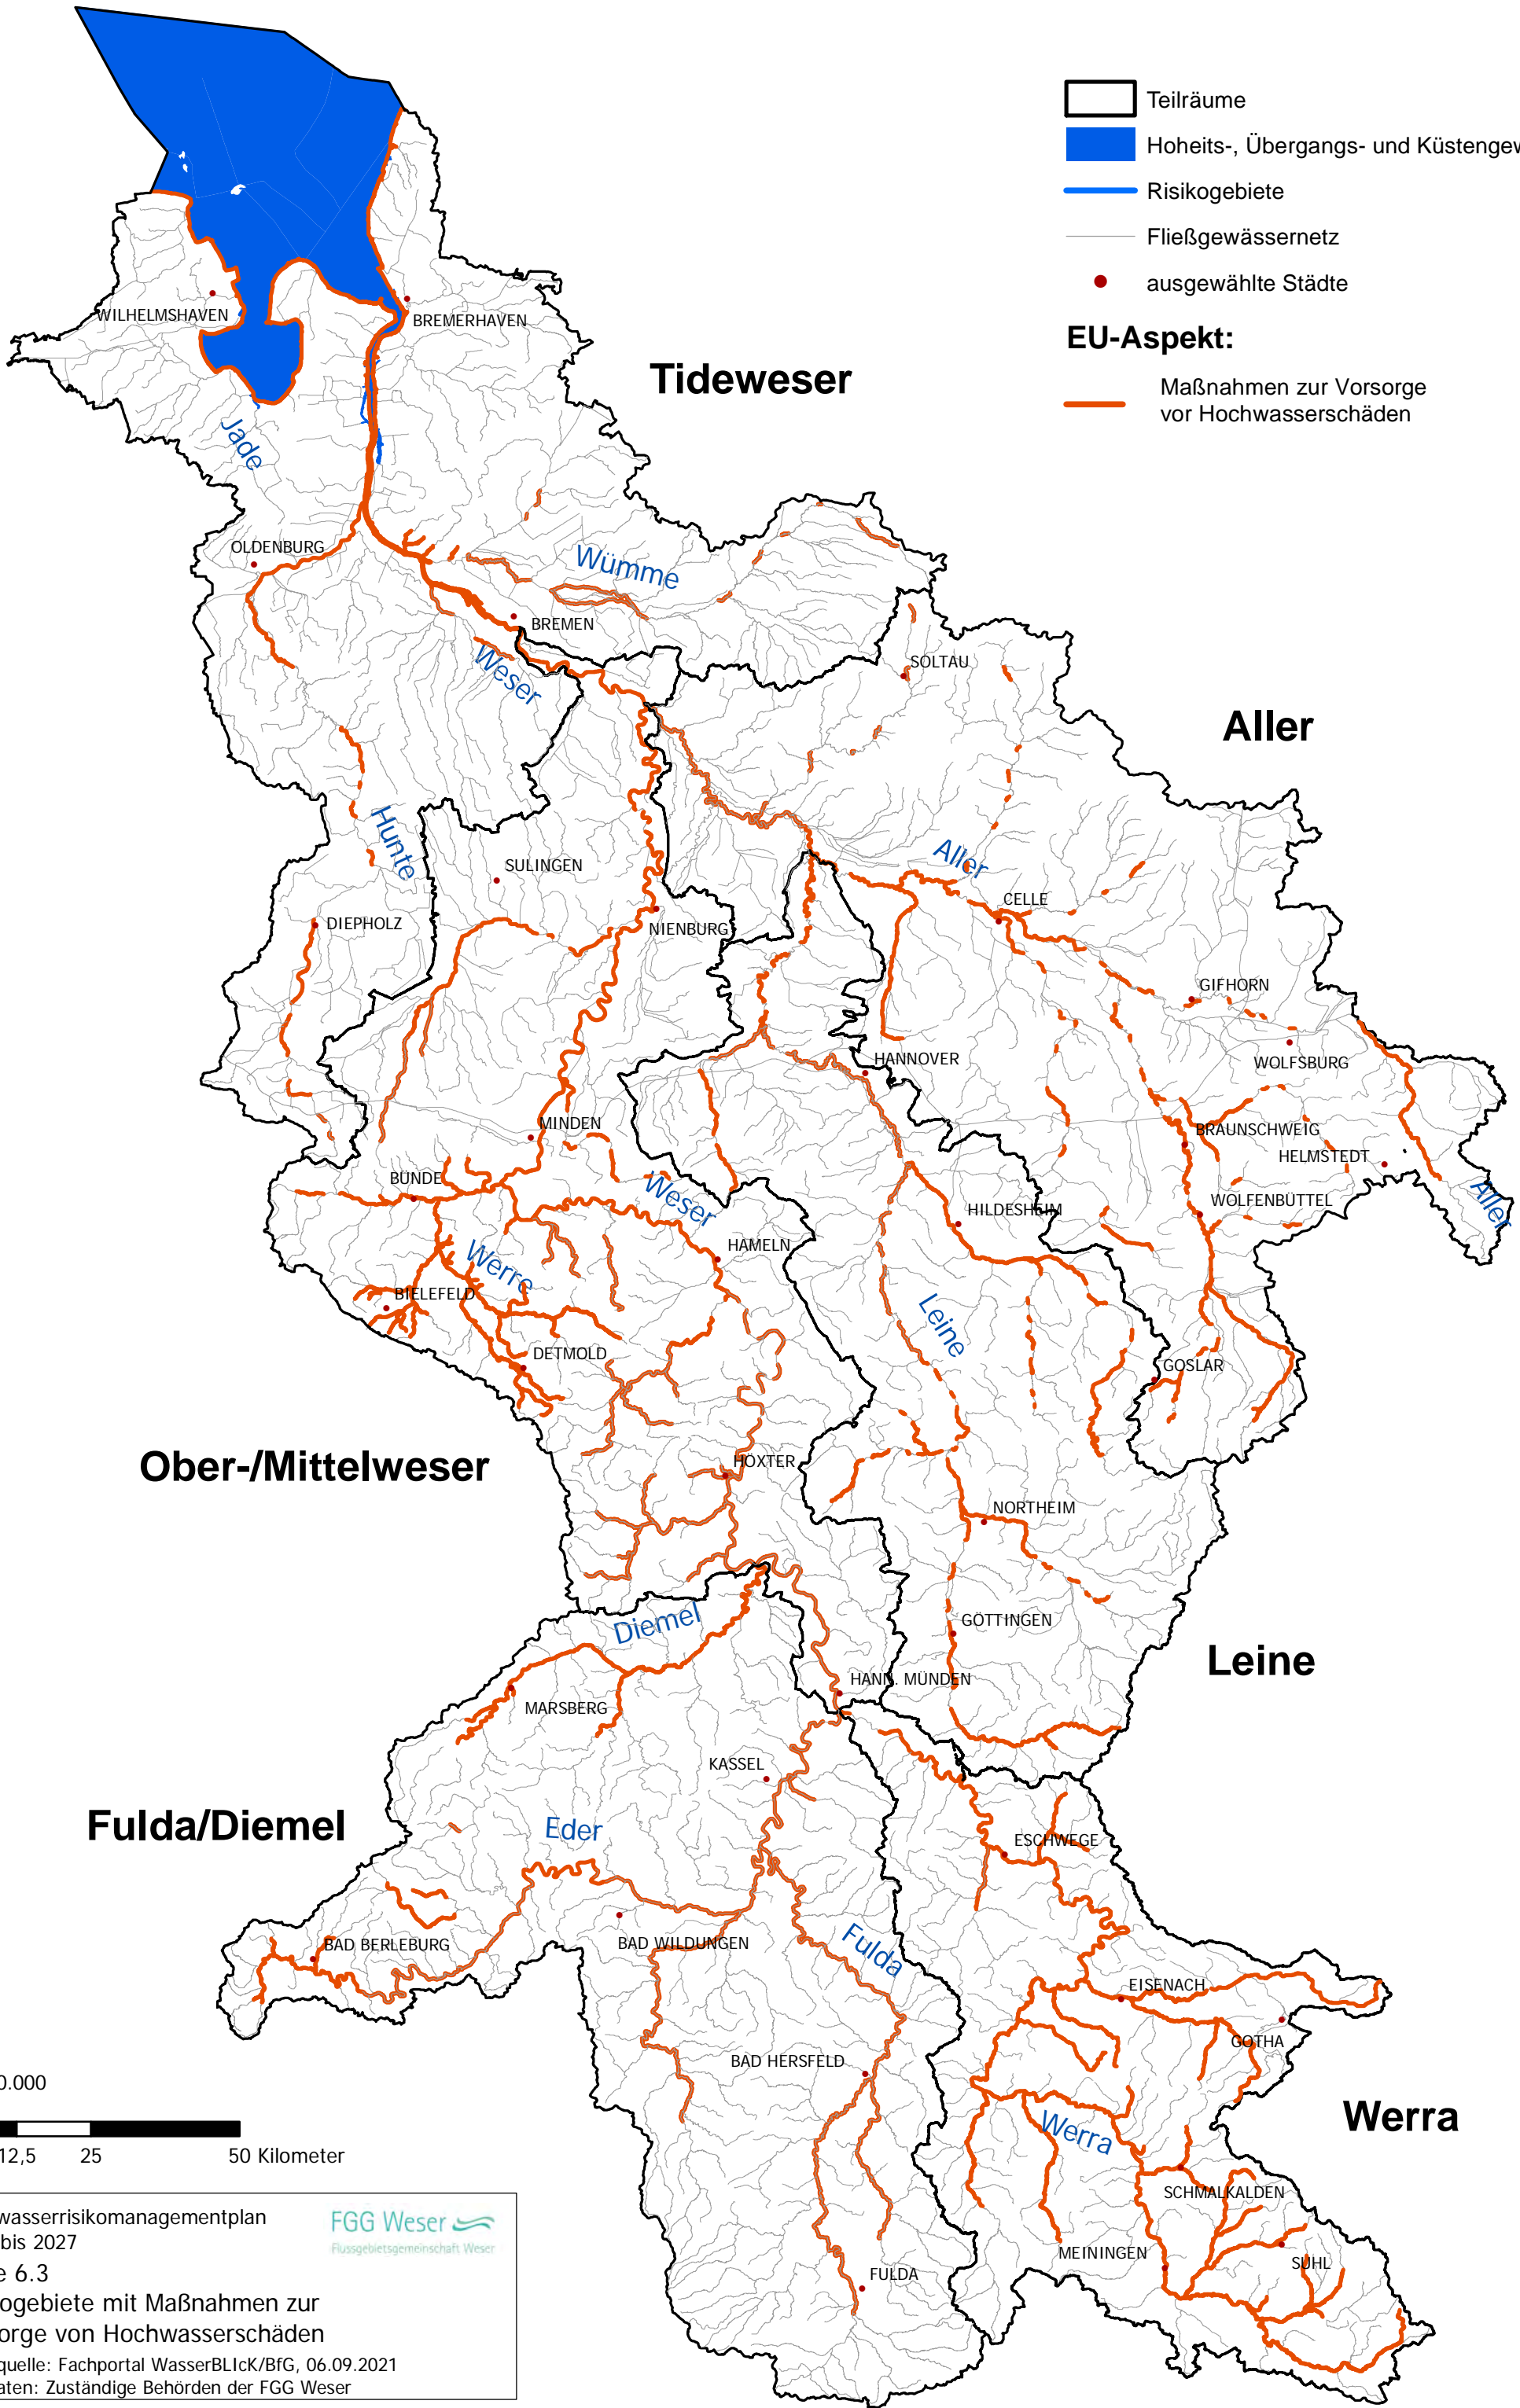 Teilräume
Hoheits-, Übergangs- und Küstengew
Risikogebiete
Fließgewässernetz
ausgewählte Städte
EU-Aspekt:
Maßnahmen zur Vorsorge
vor Hochwasserschäden
WILHELMSHAVEN
BREMERHAVEN
Tideweser
Jade
OLDENBURG
Wümme
BREMEN
Weser
SOLTAU
Aller
Hunte
SULINGEN
Aller
CELLE
DIEPHOLZ
NIENBURG
GIFHORN
HANNOVER
WOLFSBURG
MINDEN
BRAUNSCHWEIG
HELMSTEDT
BÜNDE
Weser
WOLFENBÜTTEL
Aller
HILDESHEIM
HAMELN
Werre
BIELEFELD
Leine
DETMOLD
GOSLAR
Ober-/Mittelweser
HÖXTER
NORTHEIM
Diemel
GÖTTINGEN
Leine
HANN. MÜNDEN
MARSBERG
KASSEL
Fulda/Diemel
Eder
ESCHWEGE
BAD BERLEBURG
BAD WILDUNGEN
Fulda
EISENACH
GOTHA
BAD HERSFELD
Werra
Werra
SCHMALKALDEN
MEININGEN
SUHL
FULDA
0.000
12,5 25 50 Kilometer
wasserrisikomanagementplan
bis 2027
FGG Weser
Flussgebietsgemeinschaft Weser
e 6.3
ogebiete mit Maßnahmen zur
orge von Hochwasserschäden
quelle: Fachportal WasserBLIcK/BfG, 06.09.2021
aten: Zuständige Behörden der FGG Weser